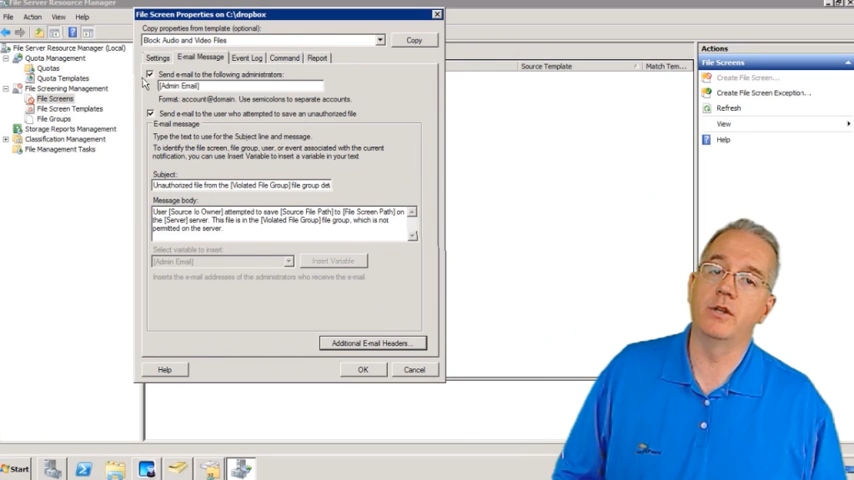 File Server Resource Manager
File Action View Help
File Server Resource Manager (Local)
Quota Management
Quotas
Quota Templates
File Screening Management
File Screens
File Screen Templates
File Groups
Storage Reports Management
Classification Management
File Management Tasks
File Screen Properties on C:\dropbox
Copy properties from template (optional):
Block Audio and Video Files
Copy
Settings E-mail Message Event Log Command Report
Send e-mail to the following administrators:
[Admin Email]
Format: account@domain. Use semicolons to separate accounts.
Send e-mail to the user who attempted to save an unauthorized file
E-mail message
Type the text to use for the Subject line and message.
To identify the file screen, file group, user, or event associated with the current
notification, you can use Insert Variable to insert a variable in your text
Subject:
Unauthorized file from the [Violated File Group] file group det
Message body:
User [Source Io Owner] attempted to save [Source File Path] to [File Screen Path] on
the [Server] server. This file is in the [Violated File Group] file group, which is not
permitted on the server.
Select variable to insert:
[Admin Email]
Insert Variable
Inserts the e-mail addresses of the administrators who receive the e-mail.
Additional E-mail Headers...
Help
OK
Cancel
Source Template
Match Tem...
Actions
File Screens
Create File Screen...
Create File Screen Exception...
Refresh
View
Help
Start